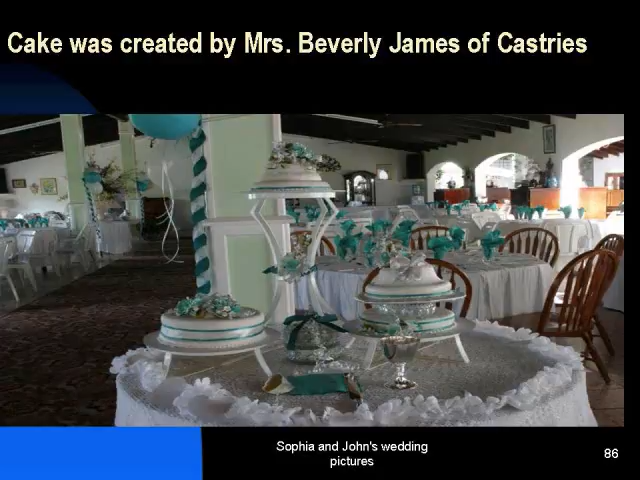 Cake was created by Mrs. Beverly James of Castries
Sophia and John's wedding
pictures
86